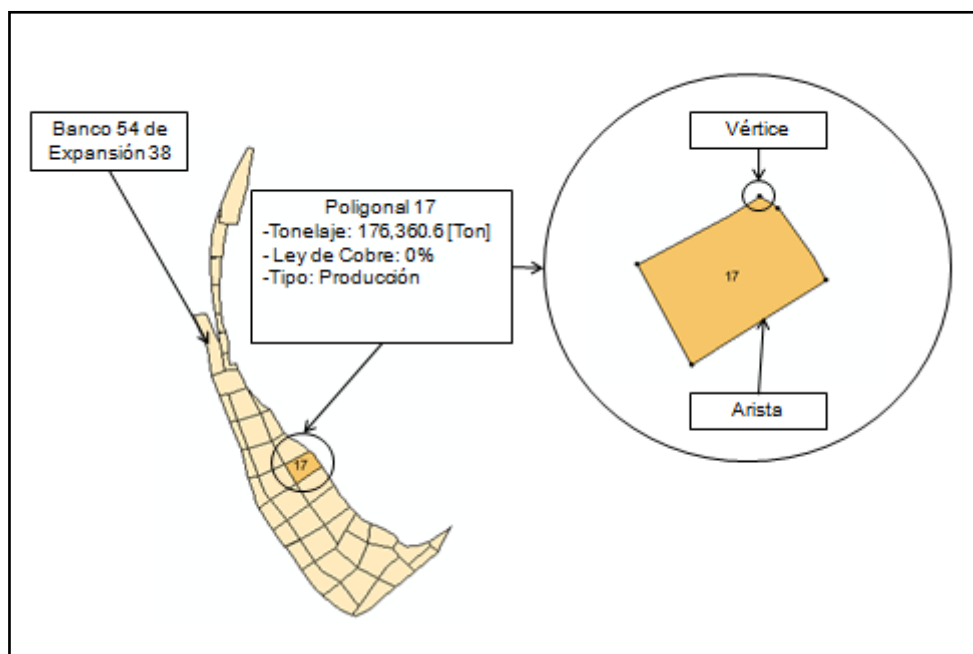 Banco 54 de
Expansión 38
Poligonal 17
-Tonelaje: 176,360.6 [Ton]
- Ley de Cobre: 0%
-Tipo: Producción
17
Vértice
17
Arista